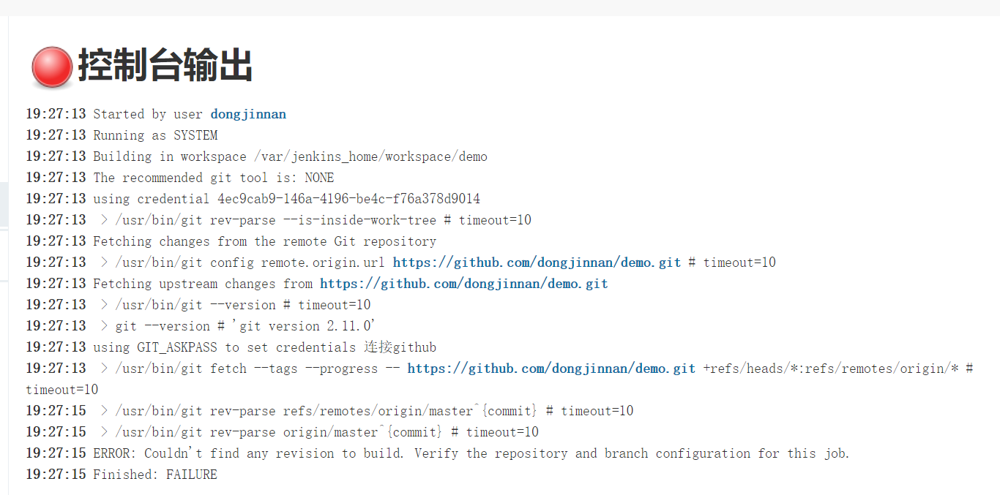 控制台输出
19:27:13 Started by user dongjinnan
19:27:13 Running as SYSTEM
19:27:13 Building in workspace /var/jenkins_home/workspace/demo
19:27:13 The recommended git tool is: NONE
19:27:13 using credential 4ec9cab9-146a-4196-be4c-f76a378d9014
19:27:13  > /usr/bin/git rev-parse --is-inside-work-tree # timeout=10
19:27:13 Fetching changes from the remote Git repository
19:27:13  > /usr/bin/git config remote.origin.url https://github.com/dongjinnan/demo.git # timeout=10
19:27:13 Fetching upstream changes from https://github.com/dongjinnan/demo.git
19:27:13  > /usr/bin/git --version # timeout=10
19:27:13  > git --version # 'git version 2.11.0'
19:27:13 using GIT_ASKPASS to set credentials 连接github
19:27:13  > /usr/bin/git fetch --tags --progress -- https://github.com/dongjinnan/demo.git +refs/heads/*:refs/remotes/origin/* #
timeout=10
19:27:15  > /usr/bin/git rev-parse refs/remotes/origin/master^{commit} # timeout=10
19:27:15  > /usr/bin/git rev-parse origin/master^{commit} # timeout=10
19:27:15 ERROR: Couldn't find any revision to build. Verify the repository and branch configuration for this job.
19:27:15 Finished: FAILURE